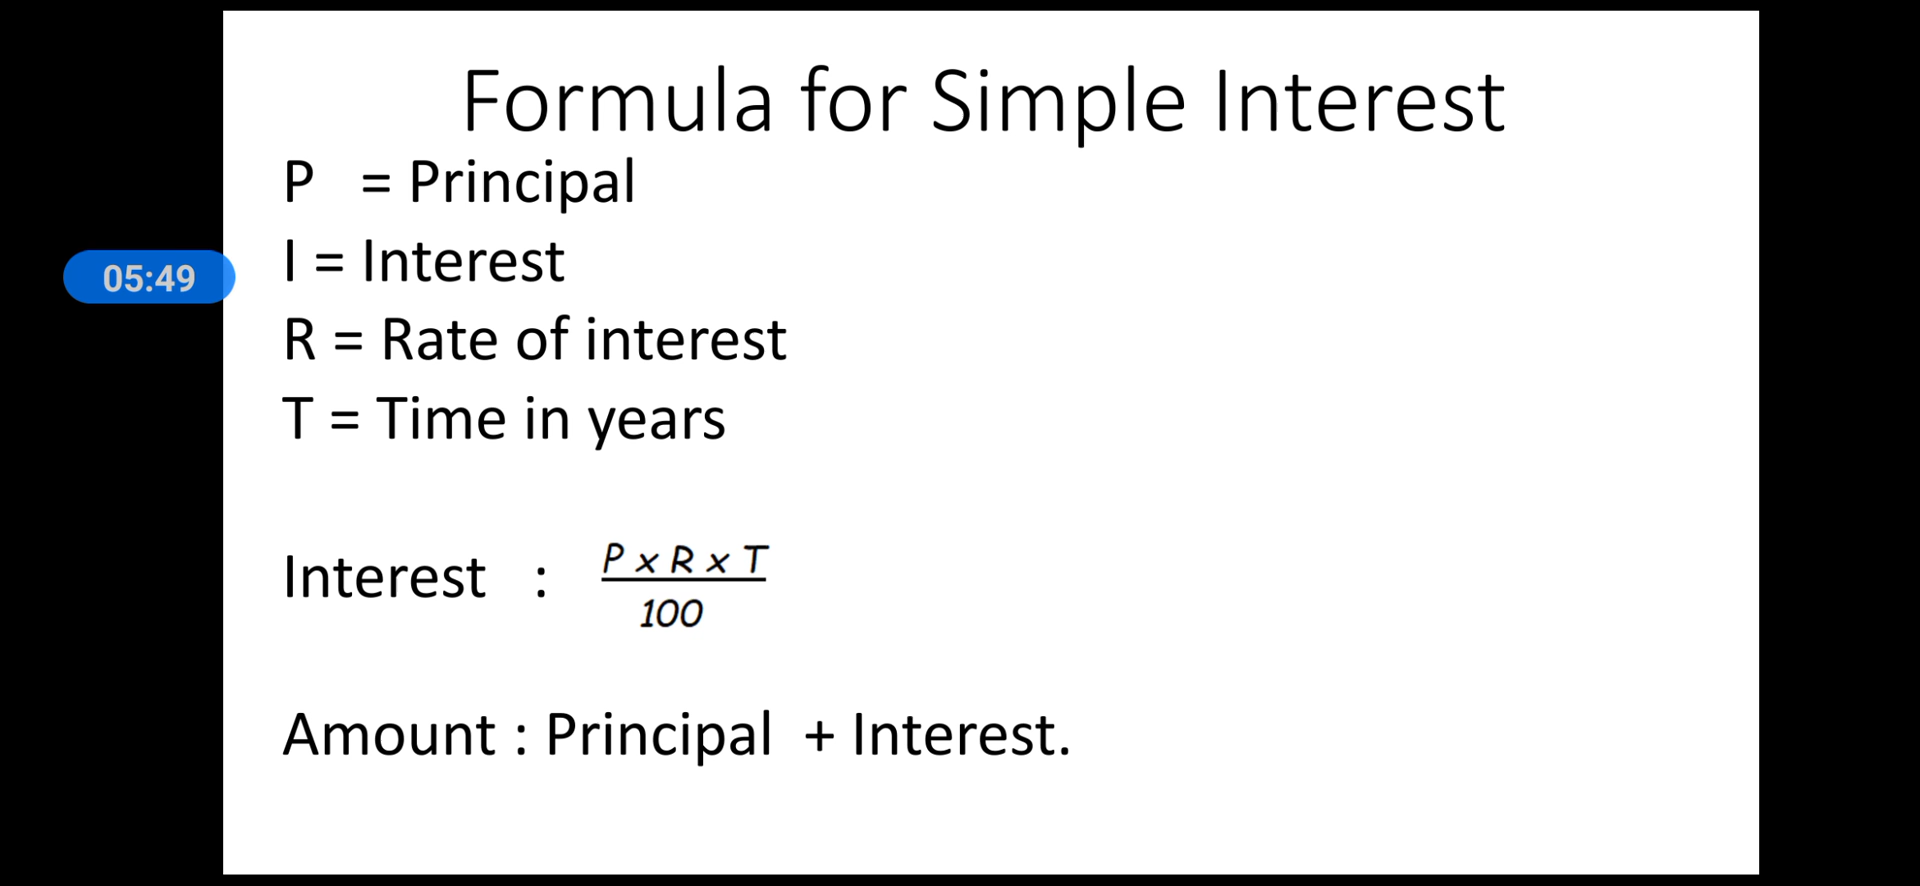 Formula for Simple Interest
P = Principal
I = Interest
05:49
R = Rate of interest
T = Time in years
Interest : P x R x T
100
Amount : Principal + Interest.